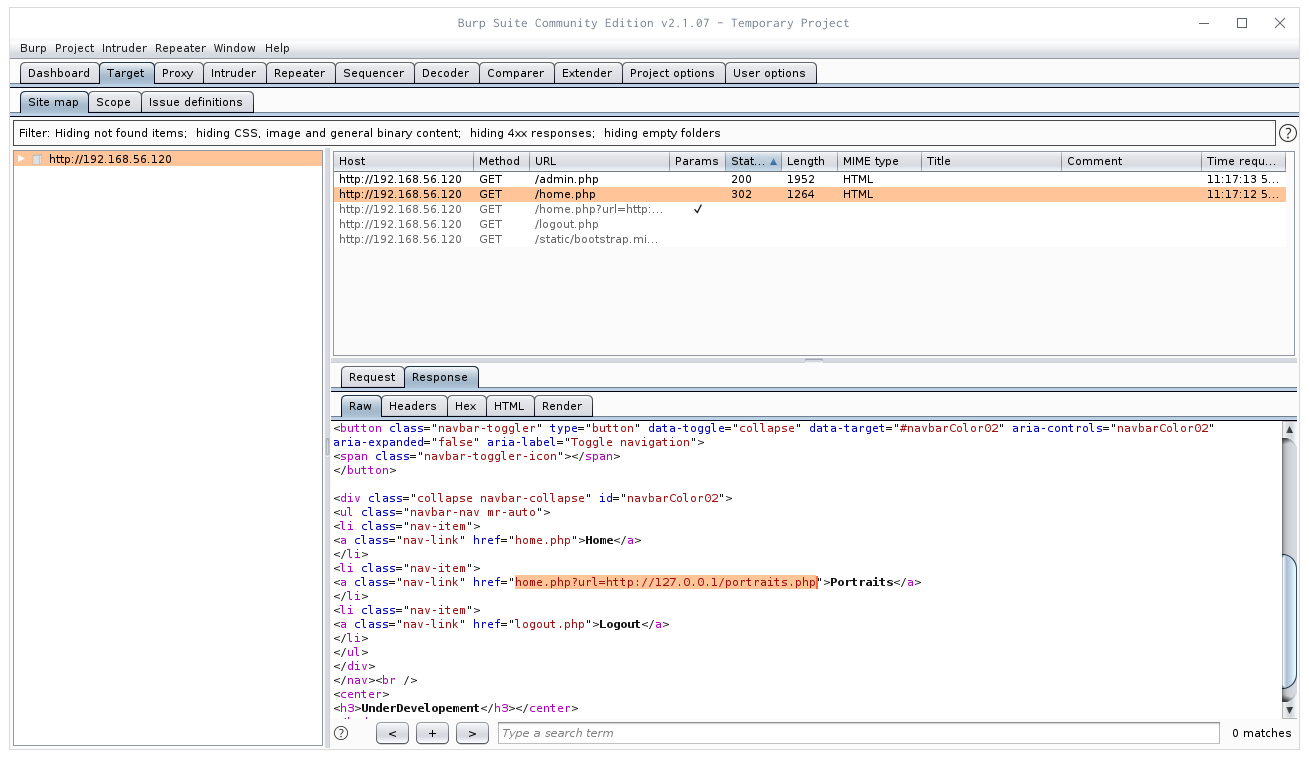 Burp Suite Community Edition v2.1.07 - Temporary Project
Burp Project Intruder Repeater Window Help
Dashboard Target Proxy Intruder Repeater Sequencer Decoder Comparer Extender Project options User options
Site map Scope Issue definitions
Filter: Hiding not found items; hiding CSS, image and general binary content; hiding 4xx responses; hiding empty folders
http://192.168.56.120
Host Method URL Params Stat... Length MIME type Title Comment Time requ...
http://192.168.56.120 GET /admin.php 200 1952 HTML 11:17:13 5...
http://192.168.56.120 GET /home.php 302 1264 HTML 11:17:12 5...
http://192.168.56.120 GET /home.php?url=http:... ✓
http://192.168.56.120 GET /logout.php
http://192.168.56.120 GET /static/bootstrap.mi...
Request Response
Raw Headers Hex HTML Render
<button class="navbar-toggler" type="button" data-toggle="collapse" data-target="#navbarColor02" aria-controls="navbarColor02"
aria-expanded="false" aria-label="Toggle navigation">
<span class="navbar-toggler-icon"></span>
</button>
<div class="collapse navbar-collapse" id="navbarColor02">
<ul class="navbar-nav mr-auto">
<li class="nav-item">
<a class="nav-link" href="home.php">Home</a>
</li>
<li class="nav-item">
<a class="nav-link" href="home.php?url=http://127.0.0.1/portraits.php">Portraits</a>
</li>
<li class="nav-item">
<a class="nav-link" href="logout.php">Logout</a>
</li>
</ul>
</div>
</nav><br />
<center>
<h3>UnderDevelopement</h3></center>
? < + > Type a search term 0 matches